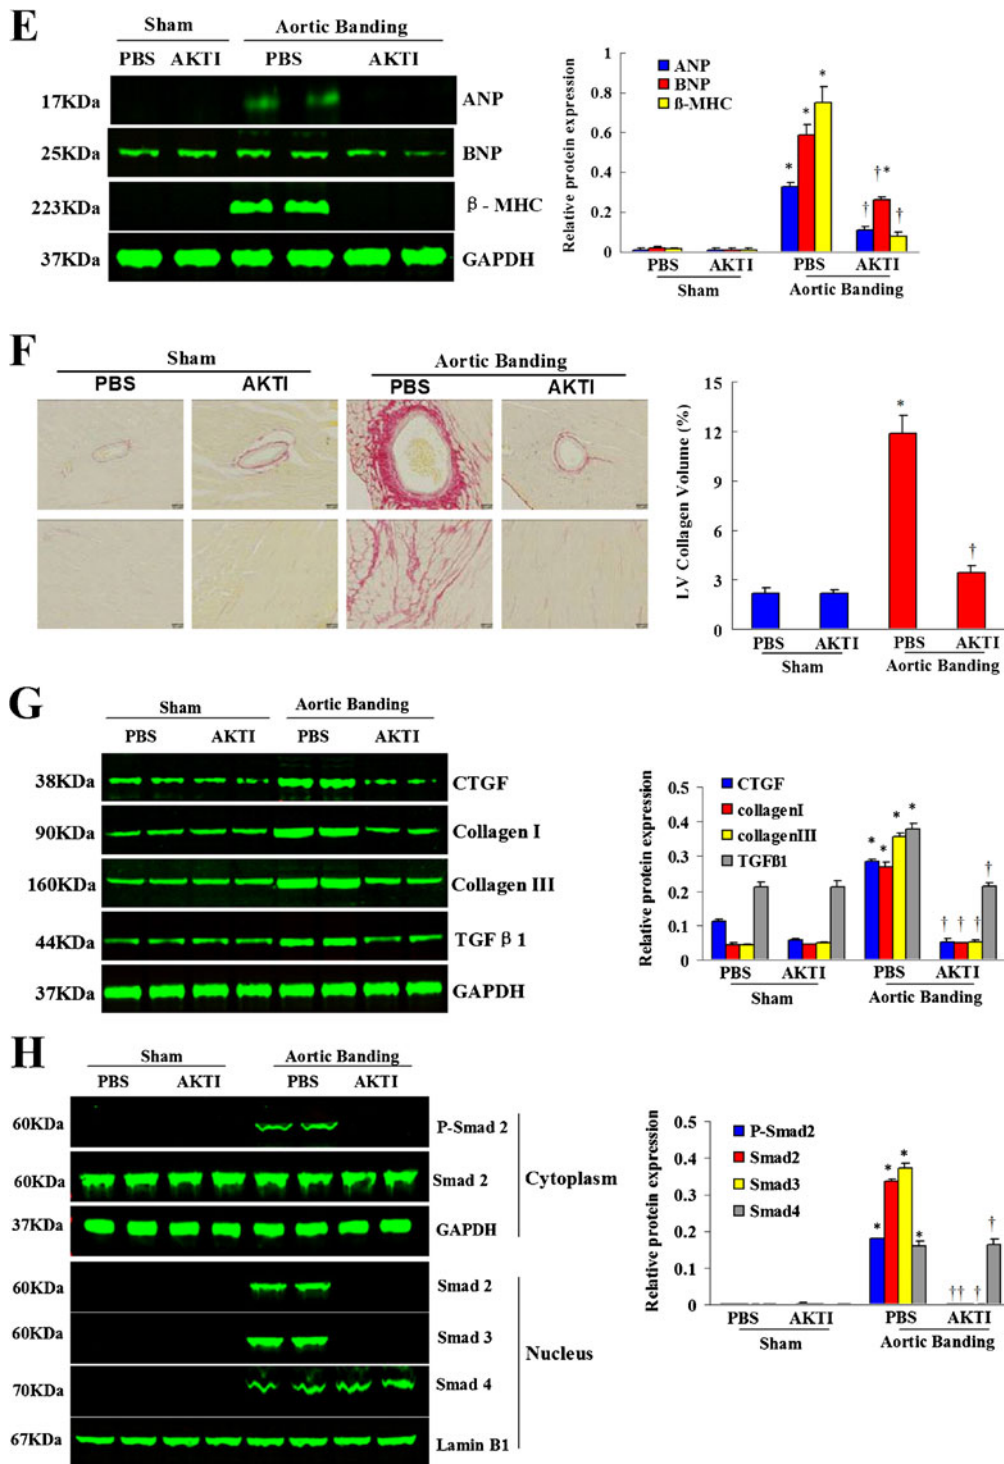 E
Sham
Aortic Banding
PBS AKTI PBS AKTI
17KDa ANP
25KDa BNP
223KDa β - MHC
37KDa GAPDH
Relative protein expression
1
0.8
0.6
0.4
0.2
0
ANP
BNP
ß-MHC
*
*
*
†
†*
†
PBS AKTI PBS AKTI
Sham Aortic Banding
F
Sham Aortic Banding
PBS AKTI PBS AKTI
LV Collagen Volume (%)
15
12
9
6
3
0
*
†
PBS AKTI PBS AKTI
Sham Aortic Banding
G
Sham Aortic Banding
PBS AKTI PBS AKTI
38KDa CTGF
90KDa Collagen I
160KDa Collagen III
44KDa TGF β 1
37KDa GAPDH
Relative protein expression
0.5
0.4
0.3
0.2
0.1
0
CTGF
collagenI
collagenIII
TGFß1
* * * *
† † † †
PBS AKTI PBS AKTI
Sham Aortic Banding
H
Sham Aortic Banding
PBS AKTI PBS AKTI
60KDa P-Smad 2
60KDa Smad 2
37KDa GAPDH
Cytoplasm
60KDa Smad 2
60KDa Smad 3
70KDa Smad 4
67KDa Lamin B1
Nucleus
Relative protein expression
0.5
0.4
0.3
0.2
0.1
0
P-Smad2
Smad2
Smad3
Smad4
* * * *
†† † †
PBS AKTI PBS AKTI
Sham Aortic Banding